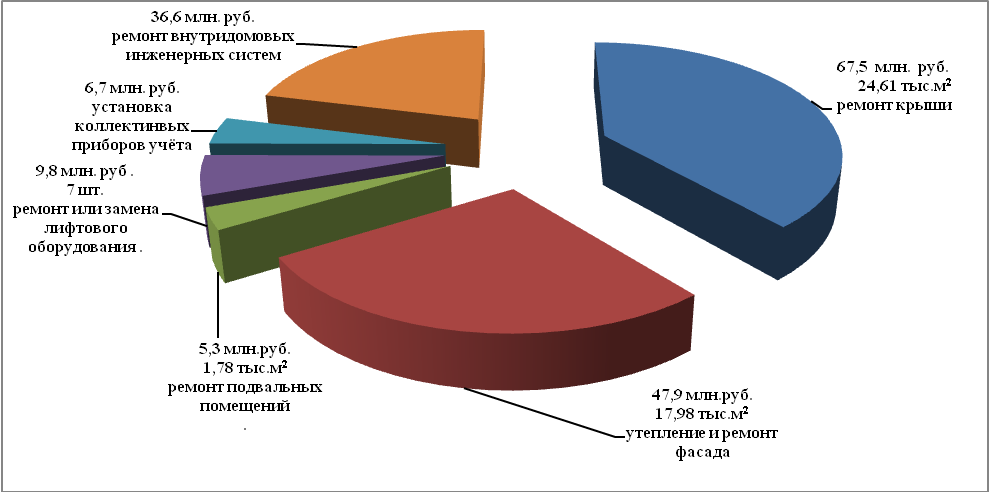 36,6 млн. руб.
ремонт внутридомовых
инженерных систем
67,5 млн. руб.
24,61 тыс.м²
ремонт крыши
6,7 млн. руб.
установка
коллектинвых
приборов учёта
9,8 млн. руб .
7 шт.
ремонт или замена
лифтового
оборудования .
5,3 млн.руб.
1,78 тыс.м²
ремонт подвальных
помещений
.
47,9 млн.руб.
17,98 тыс.м²
утепление и ремонт
фасада